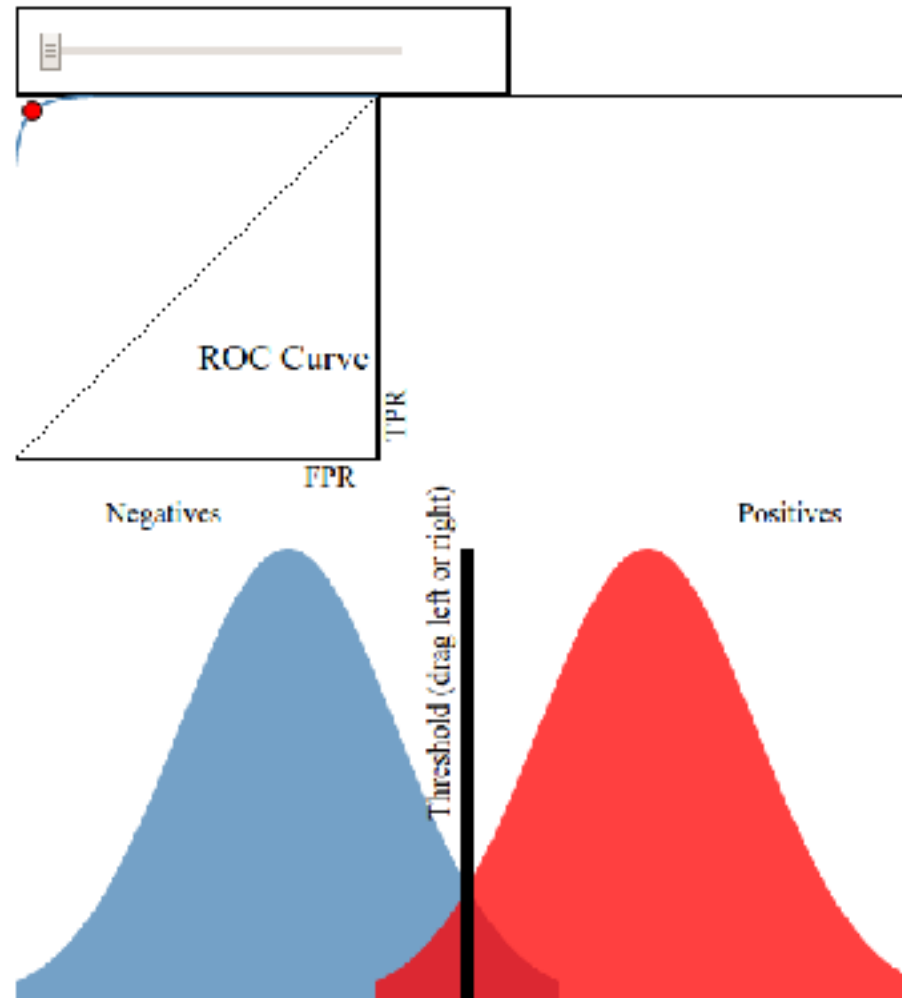 ROC Curve
TPR
FPR
Negatives
Positives
Threshold (drag left or right)